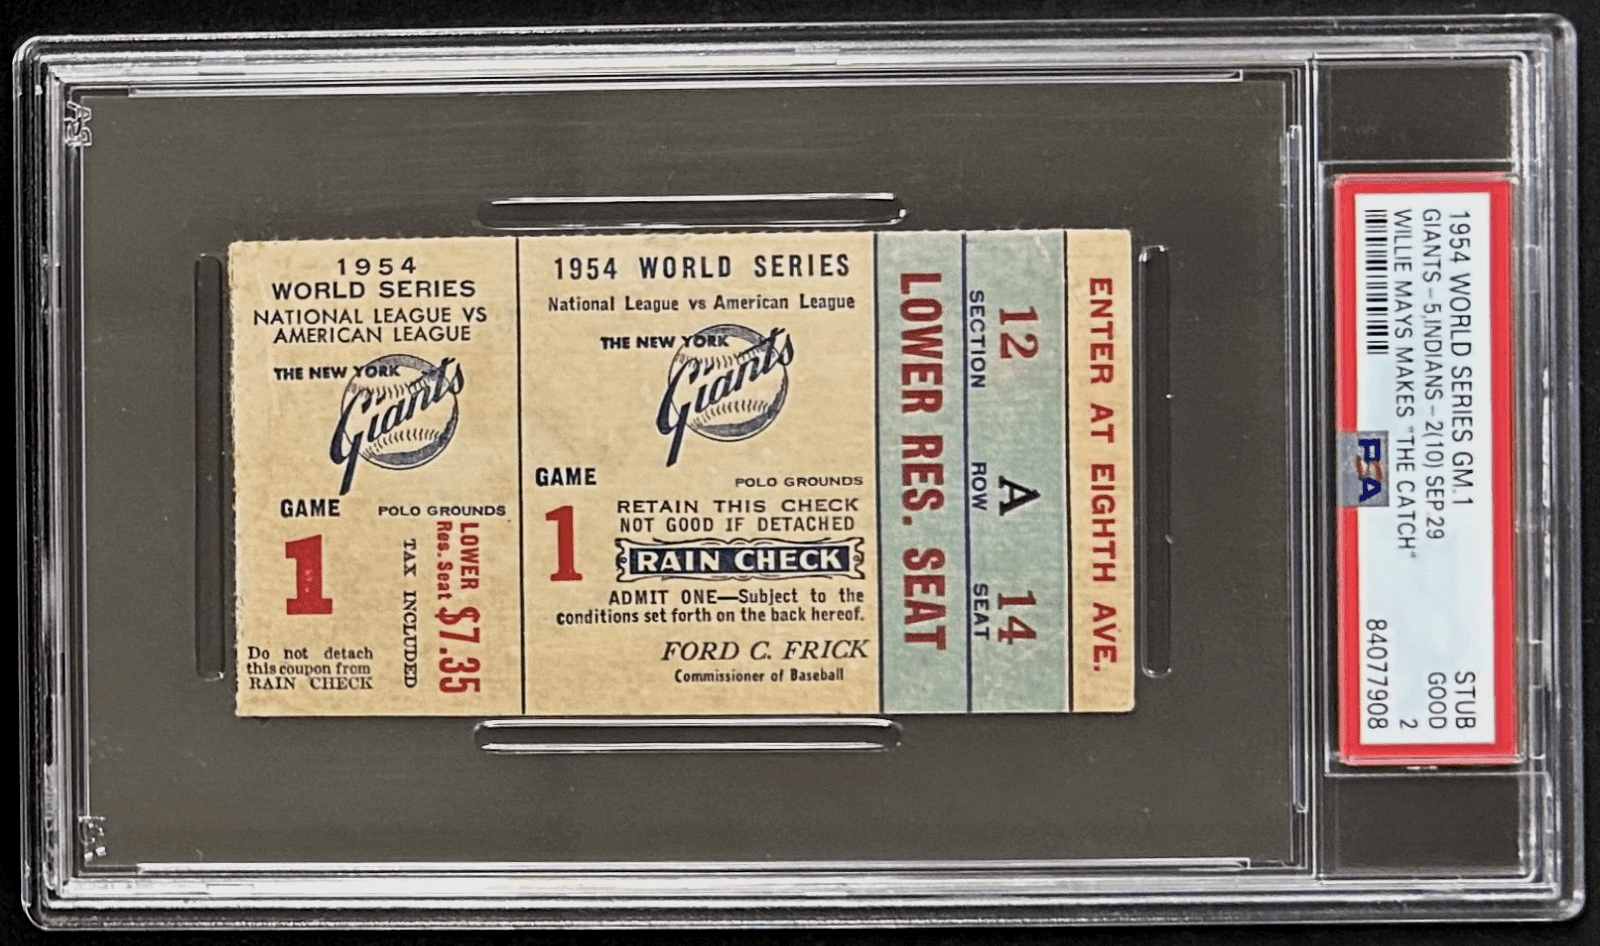 1954
WORLD SERIES
NATIONAL LEAGUE VS
AMERICAN LEAGUE
THE NEW YORK
Giants
GAME
POLO GROUNDS
1
LOWER
Res. Seat $7.35
TAX INCLUDED
Do not detach
this coupon from
RAIN CHECK
1954 WORLD SERIES
National League vs American League
THE NEW YORK
Giants
GAME
POLO GROUNDS
1
RETAIN THIS CHECK
NOT GOOD IF DETACHED
RAIN CHECK
ADMIT ONE—Subject to the
conditions set forth on the back hereof.
FORD C. FRICK
Commissioner of Baseball
LOWER RES. SEAT
12 A 14
SECTION ROW SEAT
ENTER AT EIGHTH AVE.
1954 WORLD SERIES GM.1 STUB
GIANTS-5,INDIANS-2(10) SEP 29 GOOD
WILLIE MAYS MAKES "THE CATCH" 2
84077908
PSA